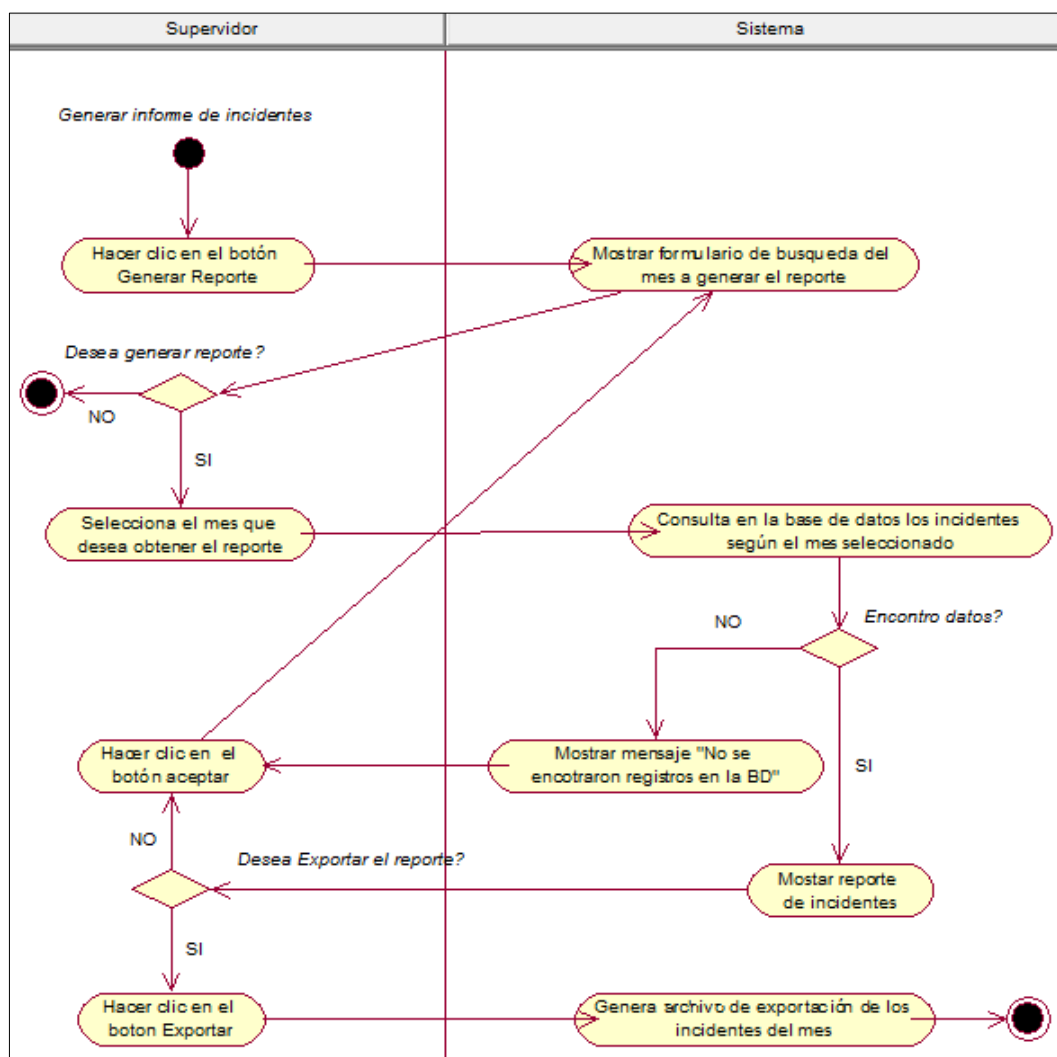 Supervidor
Sistema
Generar informe de incidentes
Hacer clic en el botón
Generar Reporte
Mostrar formulario de busqueda del
mes a generar el reporte
Desea generar reporte?
NO
SI
Selecciona el mes que
desea obtener el reporte
Consulta en la base de datos los incidentes
según el mes seleccionado
Encontro datos?
NO
Hacer clic en el
botón aceptar
Mostrar mensaje "No se
encotraron registros en la BD"
SI
NO
Desea Exportar el reporte?
Mostar reporte
de incidentes
SI
Hacer clic en el
boton Exportar
Genera archivo de exportación de los
incidentes del mes